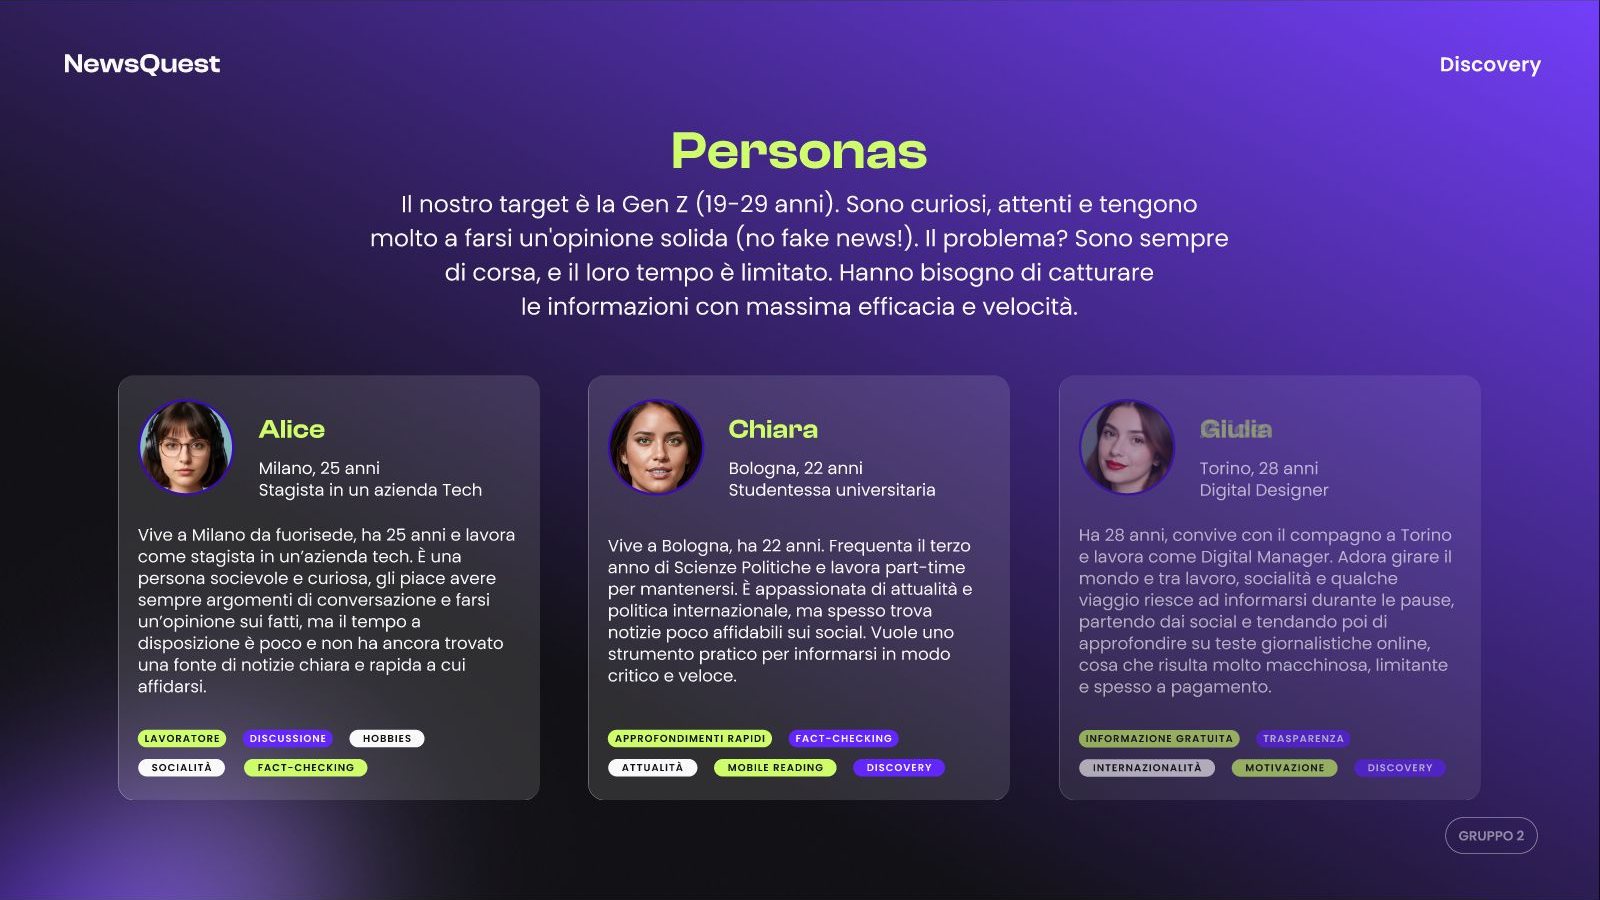 NewsQuest
Discovery
Personas
Il nostro target è la Gen Z (19-29 anni). Sono curiosi, attenti e tengono
molto a farsi un'opinione solida (no fake news!). Il problema? Sono sempre
di corsa, e il loro tempo è limitato. Hanno bisogno di catturare
le informazioni con massima efficacia e velocità.
Alice
Milano, 25 anni
Stagista in un azienda Tech
Vive a Milano da fuorisede, ha 25 anni e lavora
come stagista in un’azienda tech. È una
persona socievole e curiosa, gli piace avere
sempre argomenti di conversazione e farsi
un’opinione sui fatti, ma il tempo a
disposizione è poco e non ha ancora trovato
una fonte di notizie chiara e rapida a cui
affidarsi.
LAVORATORE DISCUSSIONE HOBBIES
SOCIALITÀ FACT-CHECKING
Chiara
Bologna, 22 anni
Studentessa universitaria
Vive a Bologna, ha 22 anni. Frequenta il terzo
anno di Scienze Politiche e lavora part-time
per mantenersi. È appassionata di attualità e
politica internazionale, ma spesso trova
notizie poco affidabili sui social. Vuole uno
strumento pratico per informarsi in modo
critico e veloce.
APPROFONDIMENTI RAPIDI FACT-CHECKING
ATTUALITÀ MOBILE READING DISCOVERY
Giulia
Torino, 28 anni
Digital Designer
Ha 28 anni, convive con il compagno a Torino
e lavora come Digital Manager. Adora girare il
mondo e tra lavoro, socialità e qualche
viaggio riesce ad informarsi durante le pause,
partendo dai social e tendando poi di
approfondire su teste giornalistiche online,
cosa che risulta molto macchinosa, limitante
e spesso a pagamento.
INFORMAZIONE GRATUITA TRASPARENZA
INTERNAZIONALITÀ MOTIVAZIONE DISCOVERY
GRUPPO 2